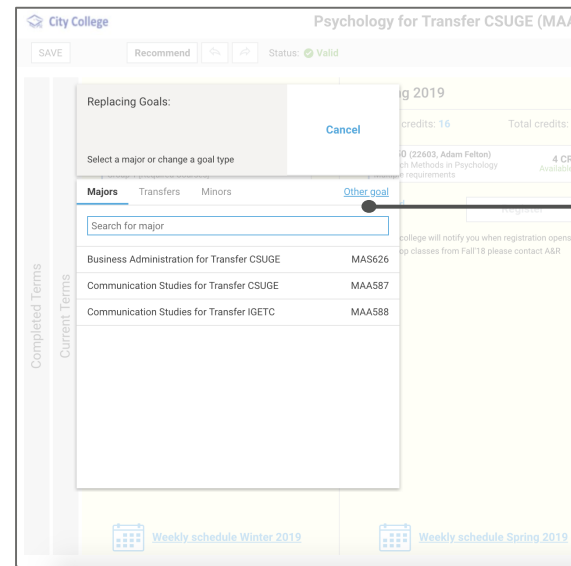 City College
Psychology for Transfer CSUGE (MAA
SAVE
Recommend
Status: Valid
Replacing Goals:
Cancel
Select a major or change a goal type
Majors Transfers Minors Other goal
Search for major
Business Administration for Transfer CSUGE MAS626
Communication Studies for Transfer CSUGE MAA587
Communication Studies for Transfer IGETC MAA588
Completed Terms
Current Terms
ng 2019
credits: 16 Total credits:
(22603, Adam Felton) 4 CR
ch Methods in Psychology Available
requirements
Register
college will notify you when registration opens
op classes from Fall'18 please contact A&R
Weekly schedule Winter 2019
Weekly schedule Spring 2019